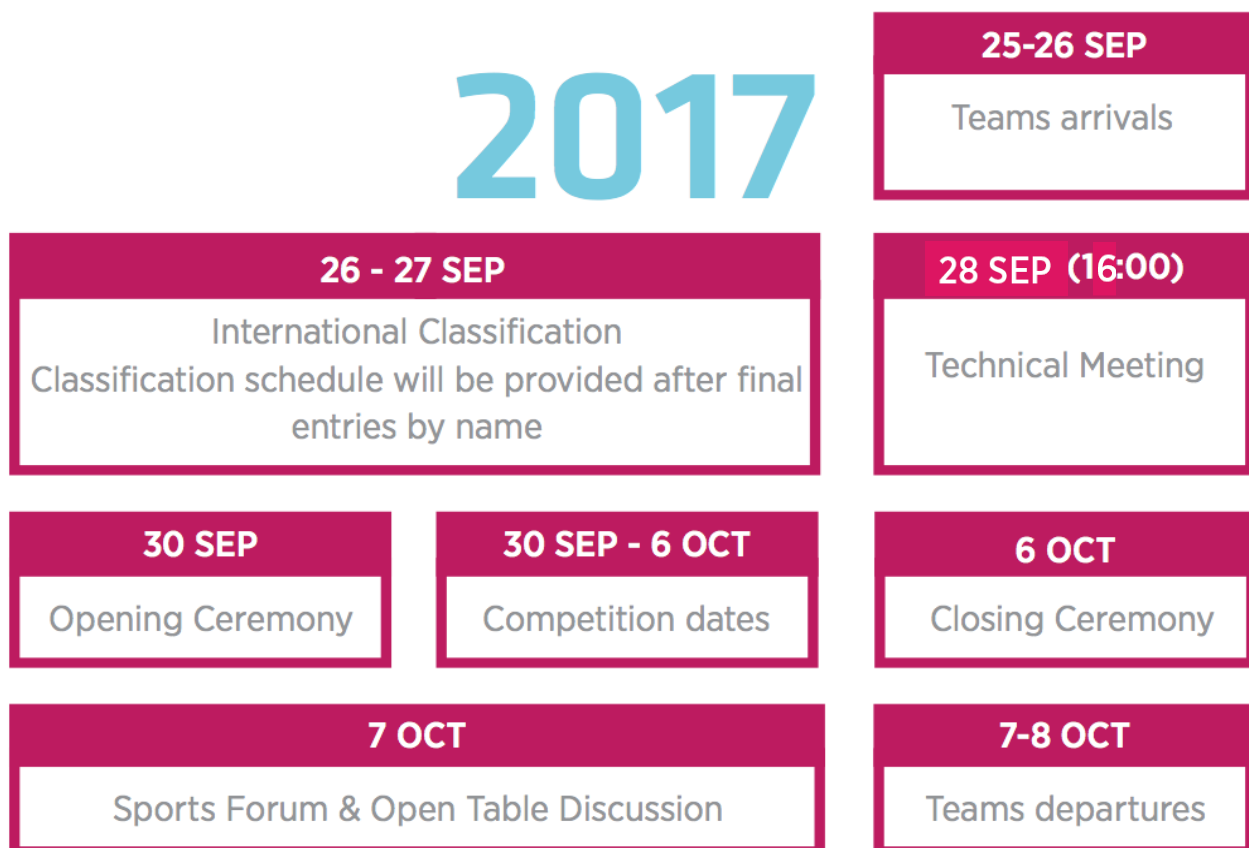 2017
25-26 SEP
Teams arrivals
26 - 27 SEP
International Classification
Classification schedule will be provided after final
entries by name
28 SEP (16:00)
Technical Meeting
30 SEP
Opening Ceremony
30 SEP - 6 OCT
Competition dates
6 OCT
Closing Ceremony
7 OCT
Sports Forum & Open Table Discussion
7-8 OCT
Teams departures